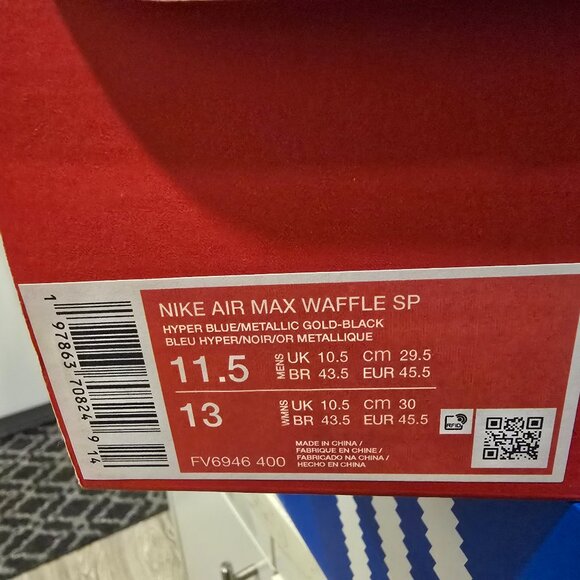 NIKE AIR MAX WAFFLE SP
HYPER BLUE/METALLIC GOLD-BLACK
BLEU HYPER/NOIR/OR METALLIQUE
11.5 MENS UK 10.5 CM 29.5
BR 43.5 EUR 45.5
13 WMNS UK 10.5 CM 30
BR 43.5 EUR 45.5
RFID
MADE IN CHINA /
FABRIQUE EN CHINE /
FABRICADO NA CHINA /
HECHO EN CHINA
FV6946 400
1 97863 70824 9 14